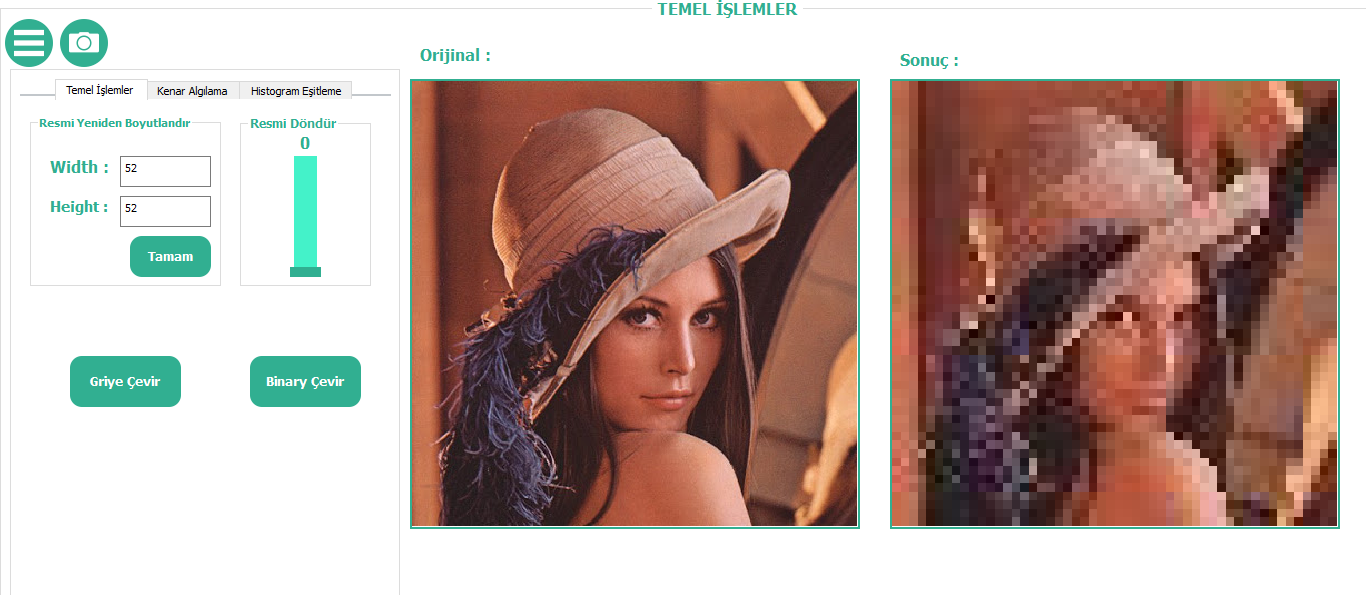 TEMEL İŞLEMLER
Orijinal :
Sonuç :
Temel İşlemler
Kenar Algılama
Histogram Eşitleme
Resmi Yeniden Boyutlandır
Resmi Döndür
0
Width :
52
Height :
52
Tamam
Griye Çevir
Binary Çevir